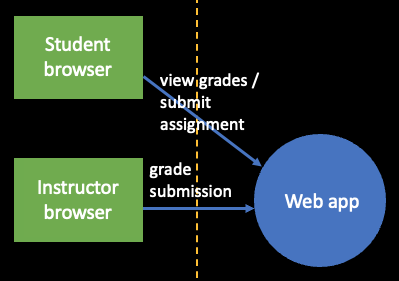 Student
browser
view grades /
submit
assignment
grade
submission
Instructor
browser
Web app